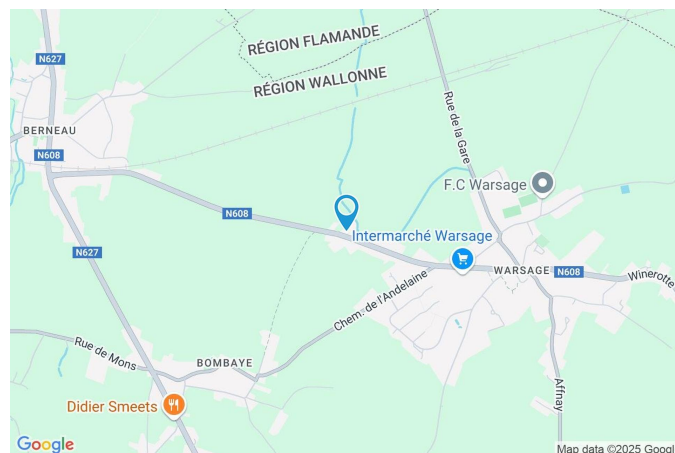 RÉGION FLAMANDE
N627
RÉGION WALLONNE
Rue de la Gare
BERNEAU
N608
F.C Warsage
N608
Intermarché Warsage
N627
WARSAGE
N608
Winerotte
Chem. de l'Andelaine
Rue de Mons
BOMBAYE
Affnay
Didier Smeets
Google
Map data ©2025 Googl